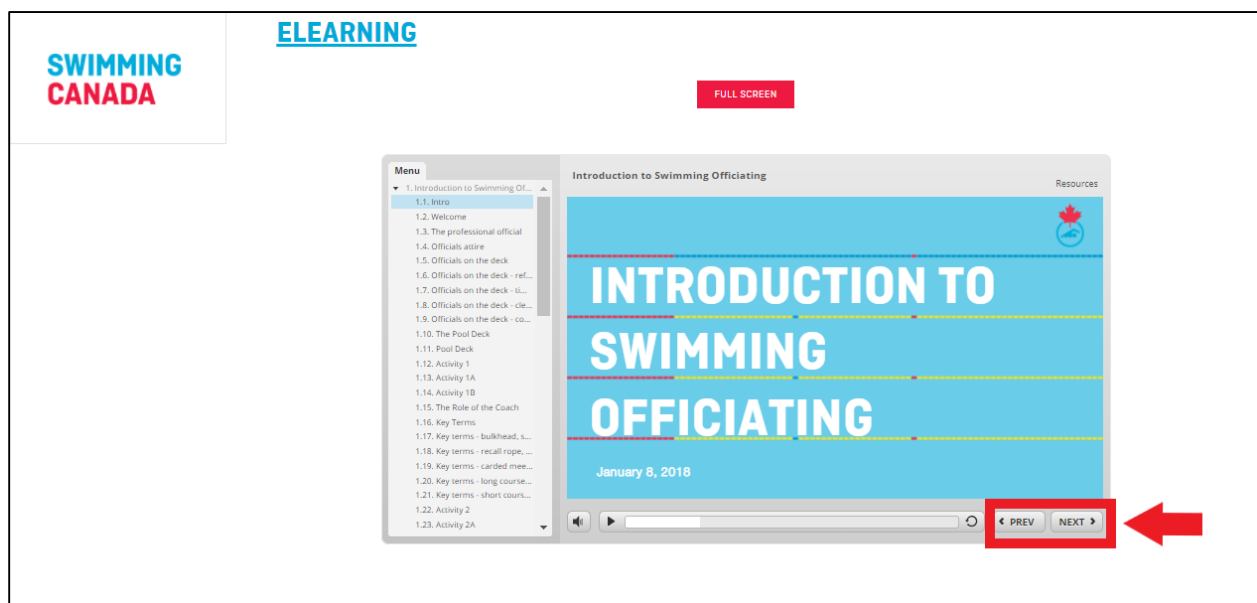 ELEARNING
SWIMMING
CANADA
FULL SCREEN
Menu
1. Introduction to Swimming Of...
1.1. Intro
1.2. Welcome
1.3. The professional official
1.4. Officials attire
1.5. Officials on the deck
1.6. Officials on the deck - ref...
1.7. Officials on the deck - ti...
1.8. Officials on the deck - cle...
1.9. Officials on the deck - co...
1.10. The Pool Deck
1.11. Pool Deck
1.12. Activity 1
1.13. Activity 1A
1.14. Activity 1B
1.15. The Role of the Coach
1.16. Key Terms
1.17. Key terms - bulkhead, s...
1.18. Key terms - recall rope, ...
1.19. Key terms - carded mee...
1.20. Key terms - long course...
1.21. Key terms - short cours...
1.22. Activity 2
1.23. Activity 2A
Introduction to Swimming Officiating
Resources
INTRODUCTION TO
SWIMMING
OFFICIATING
January 8, 2018
PREV
NEXT